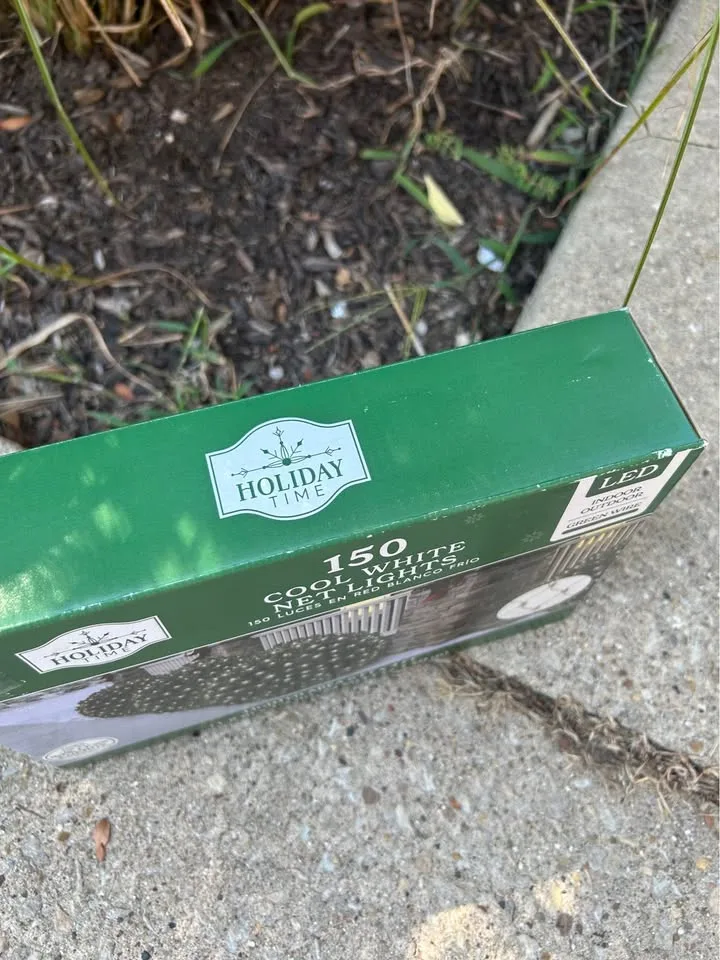 HOLIDAY
TIME
LED
INDOOR
OUTDOOR
GREEN WIRE
150
COOL WHITE
NET LIGHTS
150 LUCES EN RED BLANCO FRIO
HOLIDAY
TIME